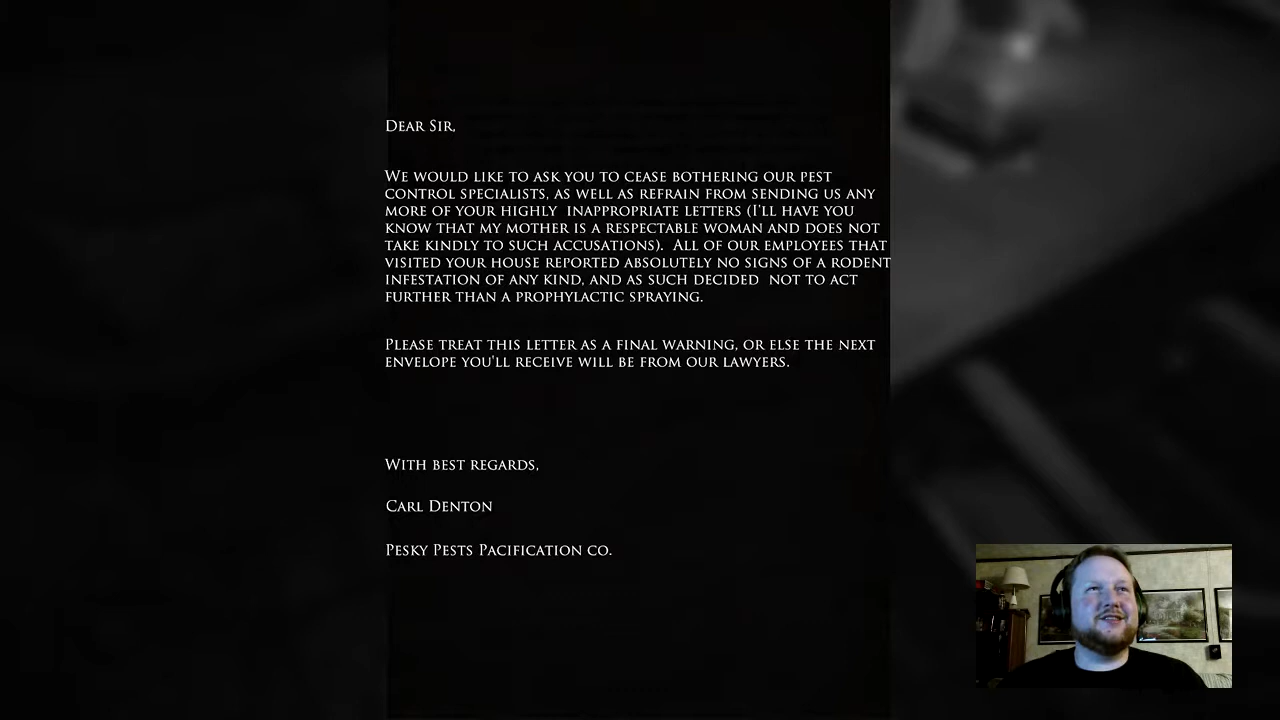 Dear Sir,
We would like to ask you to cease bothering our pest
control specialists, as well as refrain from sending us any
more of your highly  inappropriate letters (I'll have you
know that my mother is a respectable woman and does not
take kindly to such accusations).  All of our employees that
visited your house reported absolutely no signs of a rodent
infestation of any kind, and as such decided  not to act
further than a prophylactic spraying.
Please treat this letter as a final warning, or else the next
envelope you'll receive will be from our lawyers.
With best regards,
Carl Denton
Pesky Pests Pacification co.